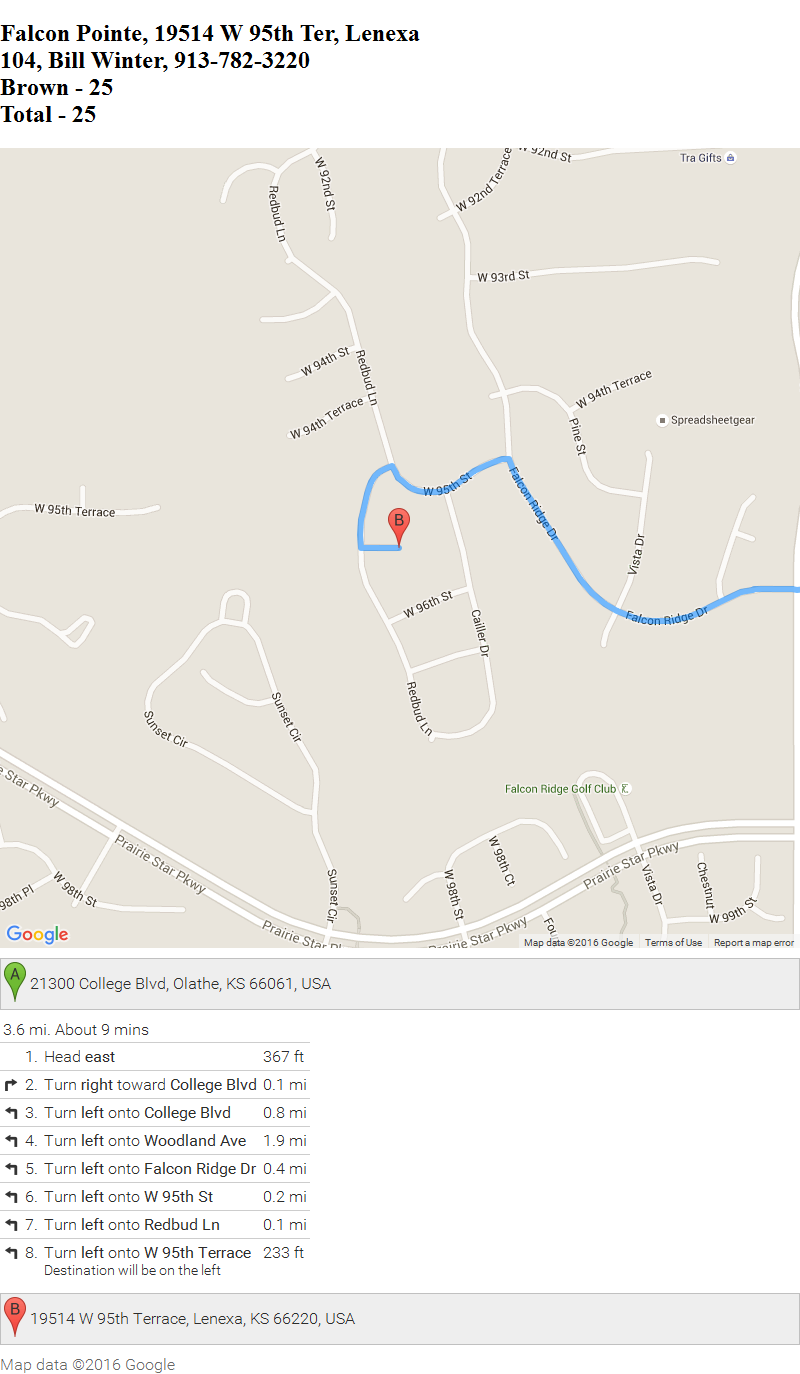 Falcon Pointe, 19514 W 95th Ter, Lenexa
104, Bill Winter, 913-782-3220
Brown - 25
Total - 25
W 92nd St
Tra Gifts
W 92nd St
W 92nd Terrace
Redbud Ln
W 93rd St
W 94th St
Redbud Ln
W 94th Terrace
W 94th Terrace
Pine St
Spreadsheetgear
W 95th St
Falcon Ridge Dr
W 95th Terrace
B
Vista Dr
W 96th St
Cailler Dr
Falcon Ridge Dr
Redbud Ln
Sunset Cir
Sunset Cir
Star Pkwy
Falcon Ridge Golf Club
Prairie Star Pkwy
W 98th Ct
Prairie Star Pkwy
98th Pl
W 98th St
Sunset Cir
W 98th St
Vista Dr
Chestnut
W 99th St
Prairie Star
Prairie Star Pkwy
Google
Map data ©2016 Google
Terms of Use
Report a map error
A 21300 College Blvd, Olathe, KS 66061, USA
3.6 mi. About 9 mins
1. Head east 367 ft
2. Turn right toward College Blvd 0.1 mi
3. Turn left onto College Blvd 0.8 mi
4. Turn left onto Woodland Ave 1.9 mi
5. Turn left onto Falcon Ridge Dr 0.4 mi
6. Turn left onto W 95th St 0.2 mi
7. Turn left onto Redbud Ln 0.1 mi
8. Turn left onto W 95th Terrace 233 ft
Destination will be on the left
B 19514 W 95th Terrace, Lenexa, KS 66220, USA
Map data ©2016 Google